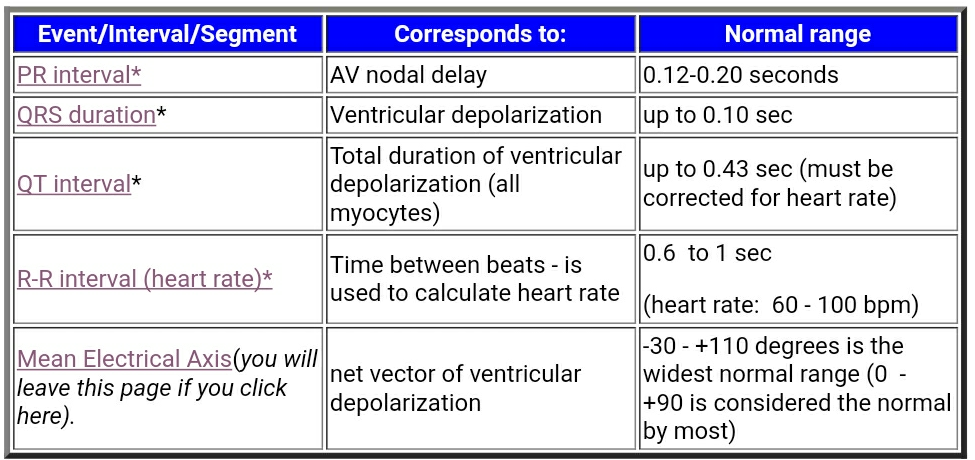 Event/Interval/Segment Corresponds to: Normal range
PR interval* AV nodal delay 0.12-0.20 seconds
QRS duration* Ventricular depolarization up to 0.10 sec
QT interval*
Total duration of ventricular
depolarization (all
myocytes)
up to 0.43 sec (must be
corrected for heart rate)
R-R interval (heart rate)*
Time between beats - is
used to calculate heart rate
0.6  to 1 sec
(heart rate:  60 - 100 bpm)
Mean Electrical Axis(you will
leave this page if you click
here).
net vector of ventricular
depolarization
-30 - +110 degrees is the
widest normal range (0  -
+90 is considered the normal
by most)